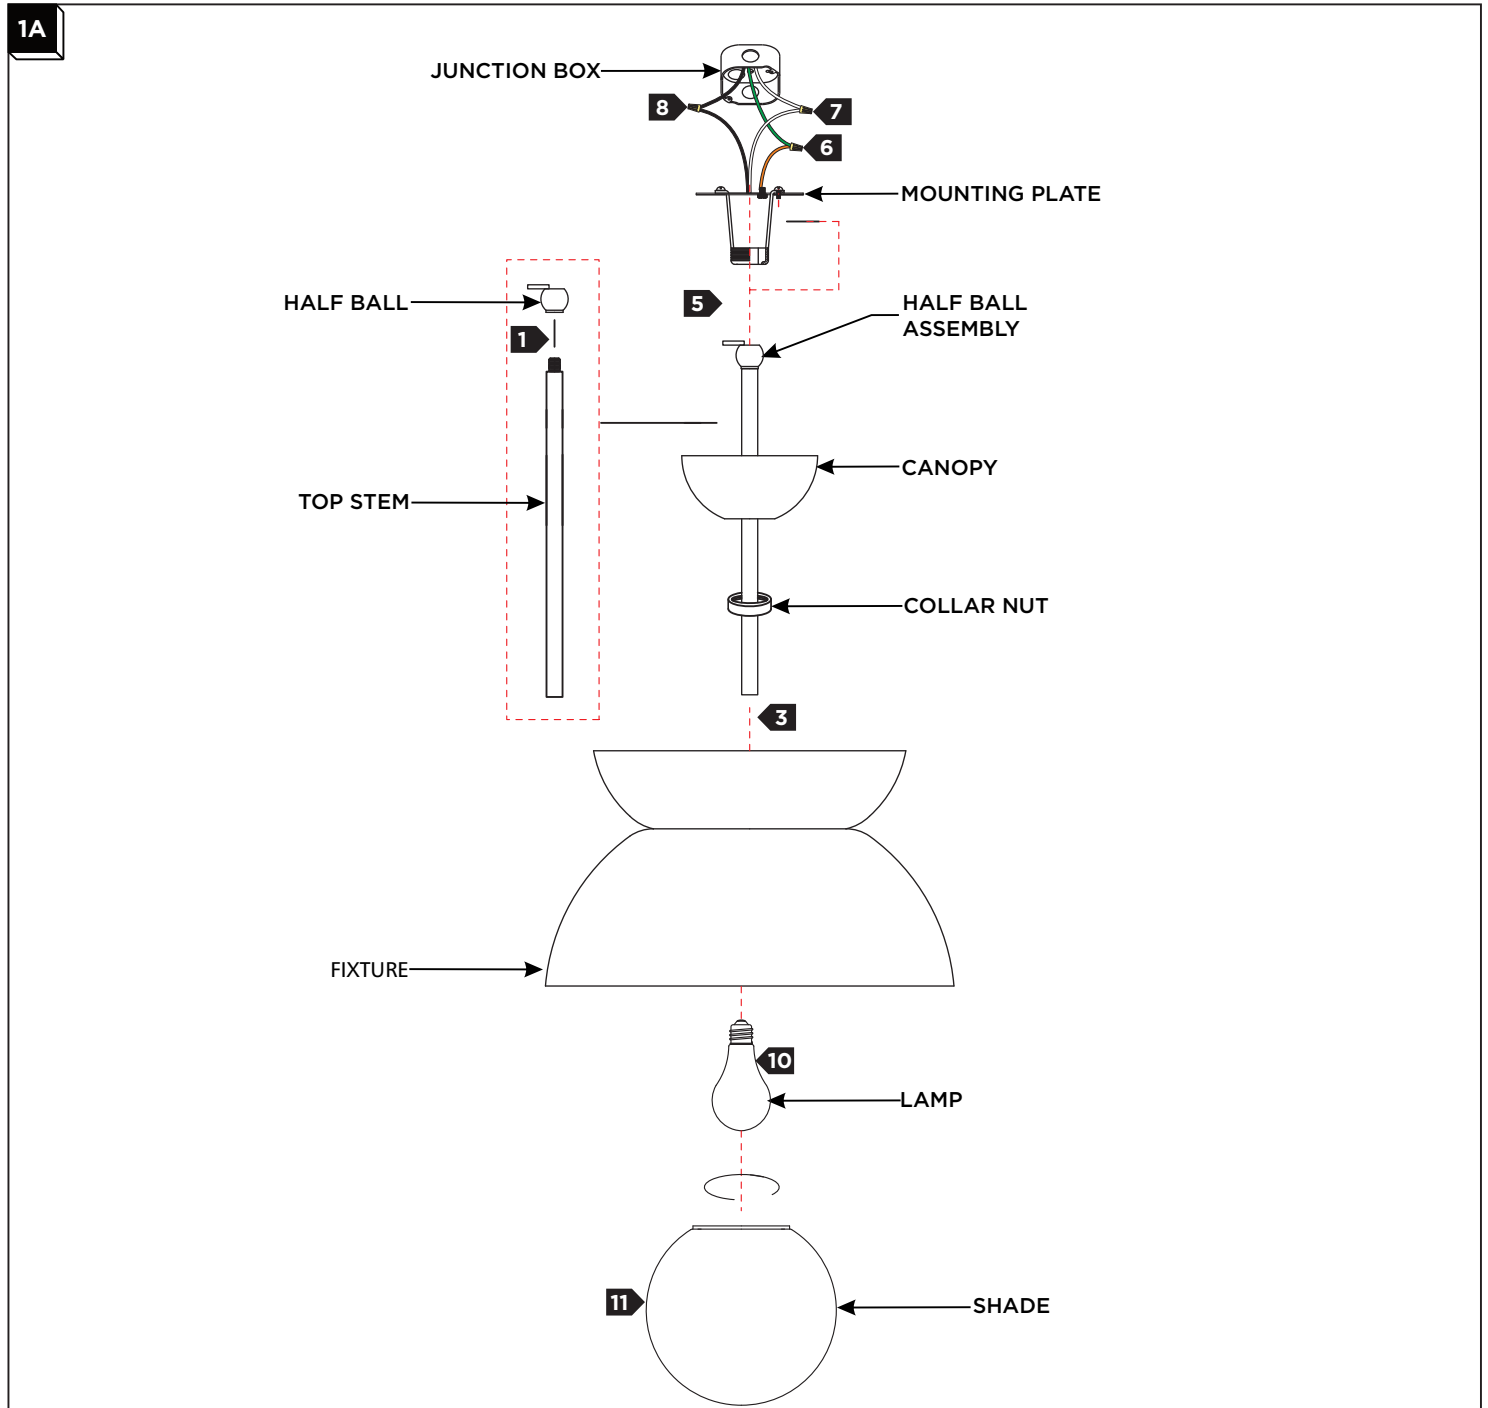 1A
JUNCTION BOX
8
7
6
MOUNTING PLATE
HALF BALL
5
HALF BALL
ASSEMBLY
1
CANOPY
TOP STEM
COLLAR NUT
3
FIXTURE
10
LAMP
11
SHADE